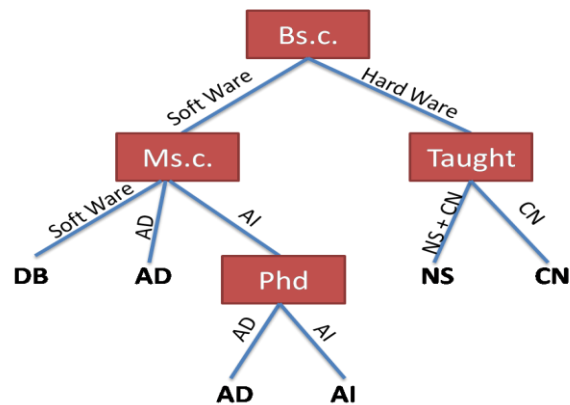 Bs.c.
Soft Ware
Hard Ware
Ms.c.
Taught
Soft Ware
AD
AI
NS + CN
CN
DB
AD
Phd
NS
CN
AD
AI
AD
AI